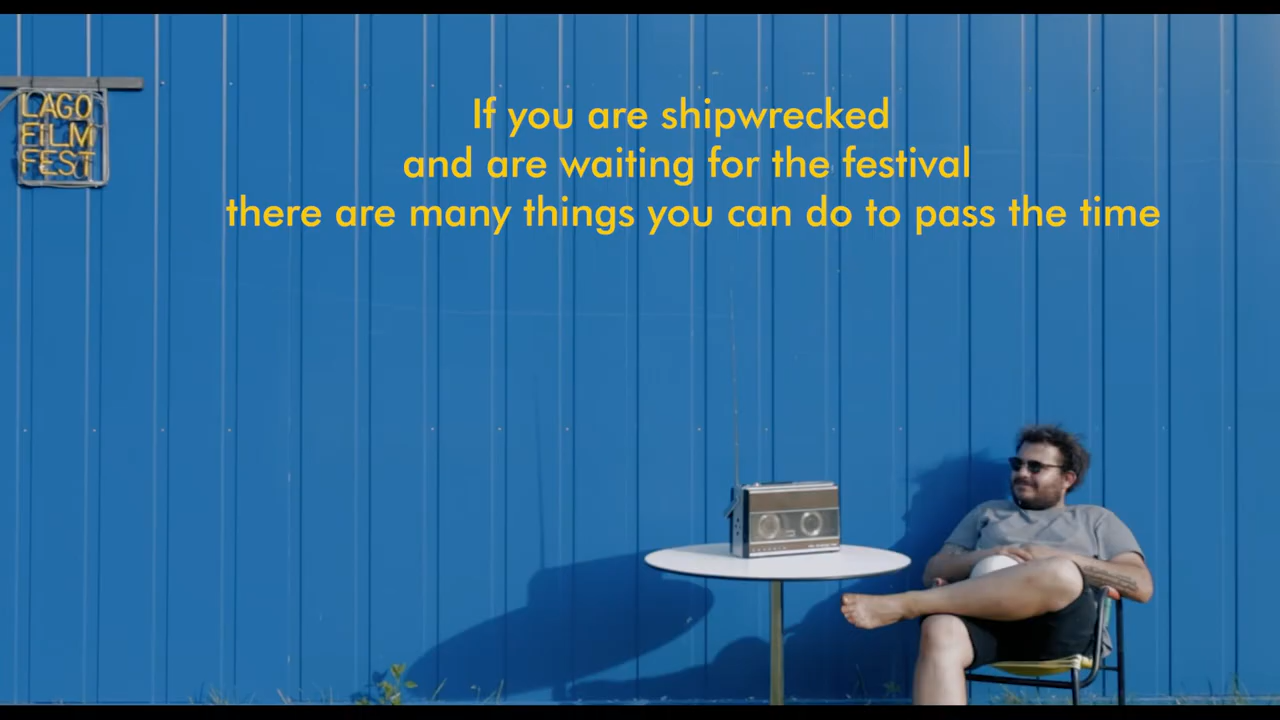 LAGO
FILM
FEST
If you are shipwrecked
and are waiting for the festival
there are many things you can do to pass the time